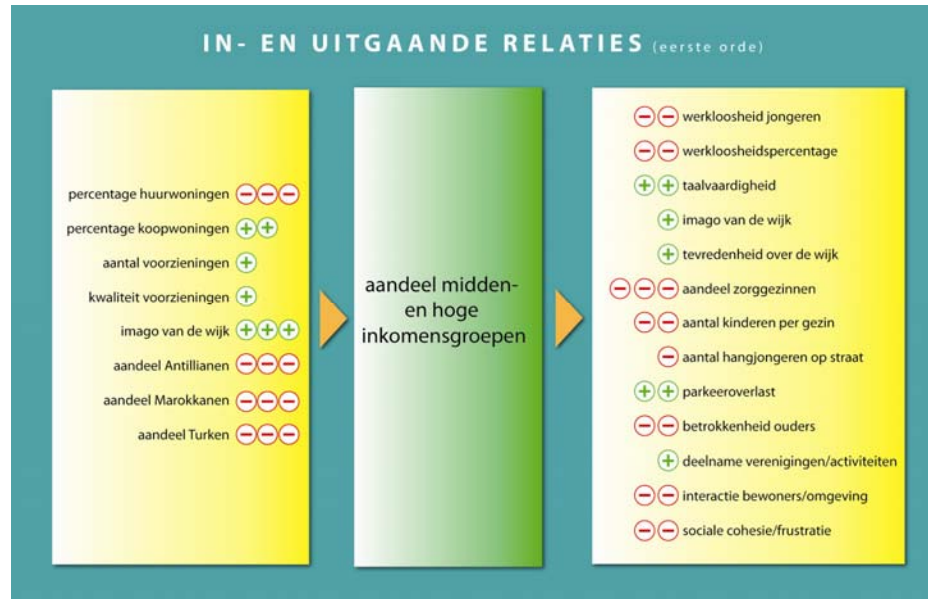 IN- EN UITGAANDE RELATIES (eerste orde)
percentage huurwoningen - - -
percentage koopwoningen + +
aantal voorzieningen +
kwaliteit voorzieningen +
imago van de wijk + + +
aandeel Antillianen - - -
aandeel Marokkanen - - -
aandeel Turken - - -
aandeel midden-
en hoge
inkomensgroepen
- - werkloosheid jongeren
- - werkloosheidspercentage
+ + taalvaardigheid
+ imago van de wijk
+ tevredenheid over de wijk
- - - aandeel zorggezinnen
- - aantal kinderen per gezin
- aantal hangjongeren op straat
+ + parkeeroverlast
- - betrokkenheid ouders
+ deelname verenigingen/activiteiten
- - interactie bewoners/omgeving
- - sociale cohesie/frustratie